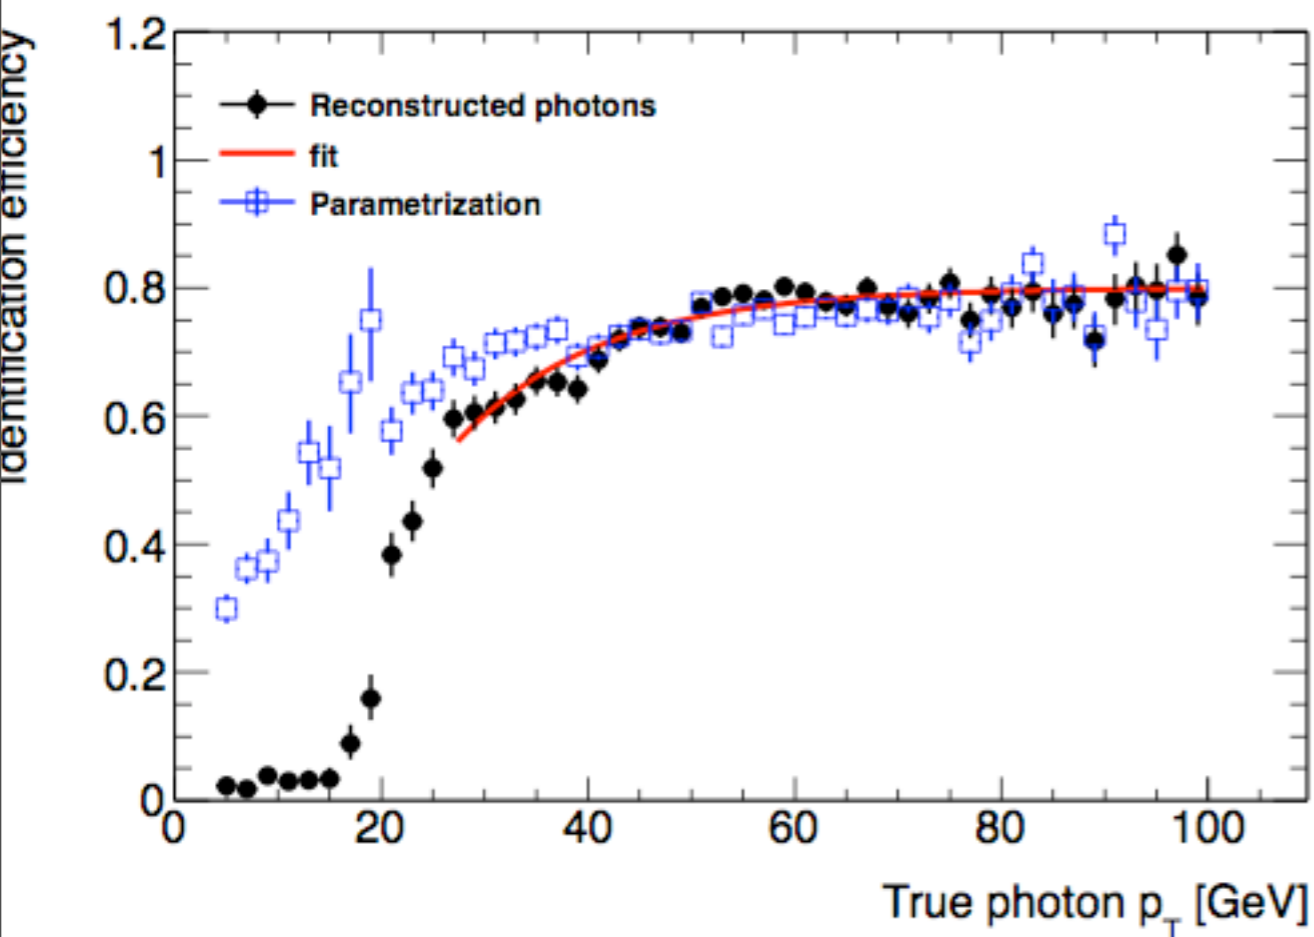 Identification efficiency
1.2
1
0.8
0.6
0.4
0.2
0
Reconstructed photons
fit
Parametrization
0 20 40 60 80 100
True photon p_T [GeV]